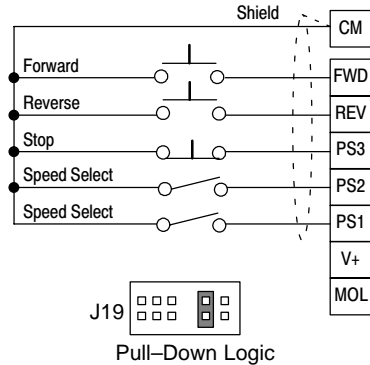 Shield
CM
Forward
FWD
Reverse
REV
Stop
PS3
Speed Select
PS2
Speed Select
PS1
V+
MOL
J19
Pull–Down Logic